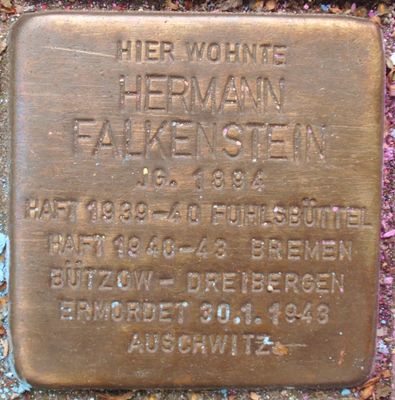 HIER WOHNTE
HERMANN
FALKENSTEIN
JG. 1894
HAFT 1939-40 FUHLSBÜTTEL
HAFT 1940-43 BREMEN
BÜTZOW - DREIBERGEN
ERMORDET 30.1.1943
AUSCHWITZ